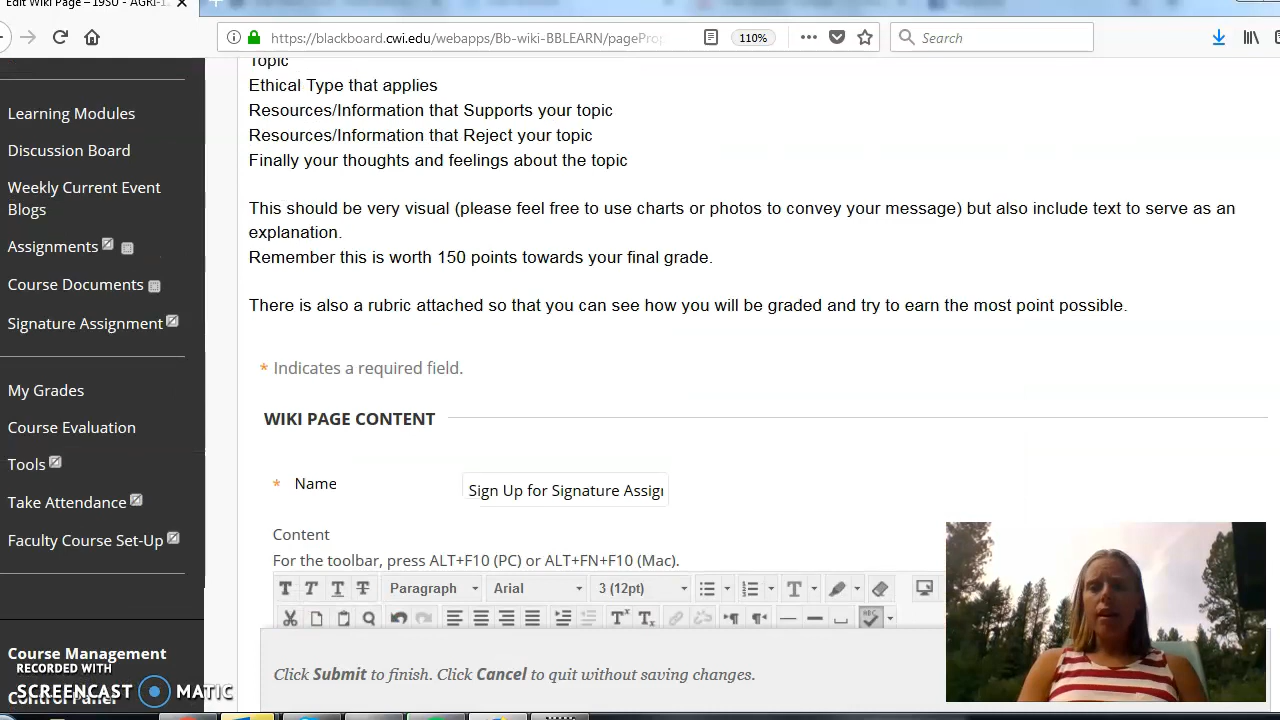 Edit Wiki Page – 19SU - AGRI-1
https://blackboard.cwi.edu/webapps/Bb-wiki-BBLEARN/pageProp
110%
Search
Learning Modules
Discussion Board
Weekly Current Event
Blogs
Assignments
Course Documents
Signature Assignment
My Grades
Course Evaluation
Tools
Take Attendance
Faculty Course Set-Up
Course Management
Control Panel
RECORDED WITH
SCREENCAST MATIC
Topic
Ethical Type that applies
Resources/Information that Supports your topic
Resources/Information that Reject your topic
Finally your thoughts and feelings about the topic
This should be very visual (please feel free to use charts or photos to convey your message) but also include text to serve as an
explanation.
Remember this is worth 150 points towards your final grade.
There is also a rubric attached so that you can see how you will be graded and try to earn the most point possible.
* Indicates a required field.
WIKI PAGE CONTENT
* Name
Sign Up for Signature Assig
Content
For the toolbar, press ALT+F10 (PC) or ALT+FN+F10 (Mac).
T T T T Paragraph Arial 3 (12pt) T
Tx Tx ABC
Click Submit to finish. Click Cancel to quit without saving changes.